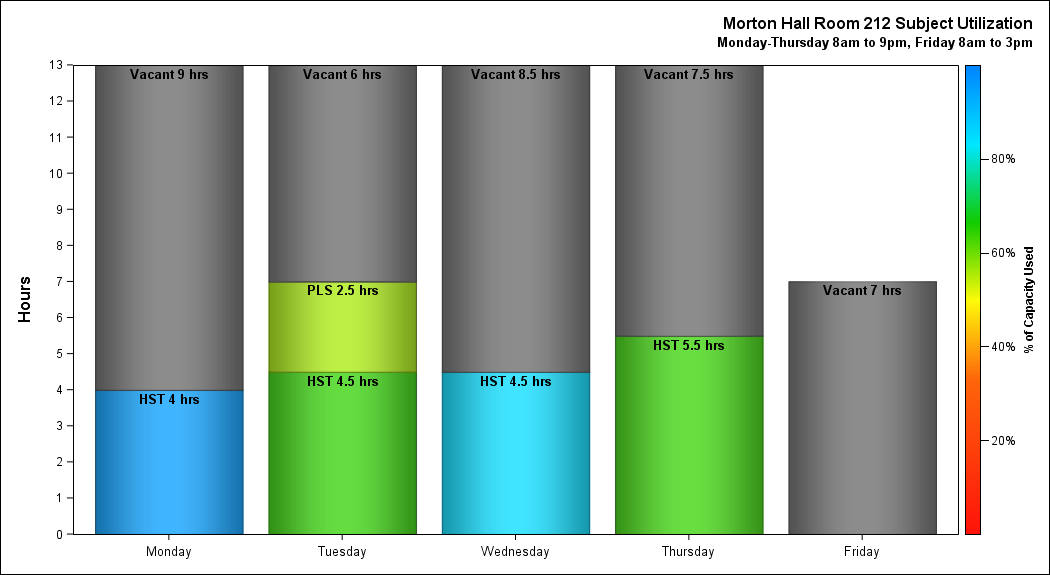 Morton Hall Room 212 Subject Utilization
Monday-Thursday 8am to 9pm, Friday 8am to 3pm
Hours
13
12
11
10
9
8
7
6
5
4
3
2
1
0
Vacant 9 hrs
HST 4 hrs
Vacant 6 hrs
PLS 2.5 hrs
HST 4.5 hrs
Vacant 8.5 hrs
HST 4.5 hrs
Vacant 7.5 hrs
HST 5.5 hrs
Vacant 7 hrs
Monday
Tuesday
Wednesday
Thursday
Friday
80%
60%
40%
20%
% of Capacity Used